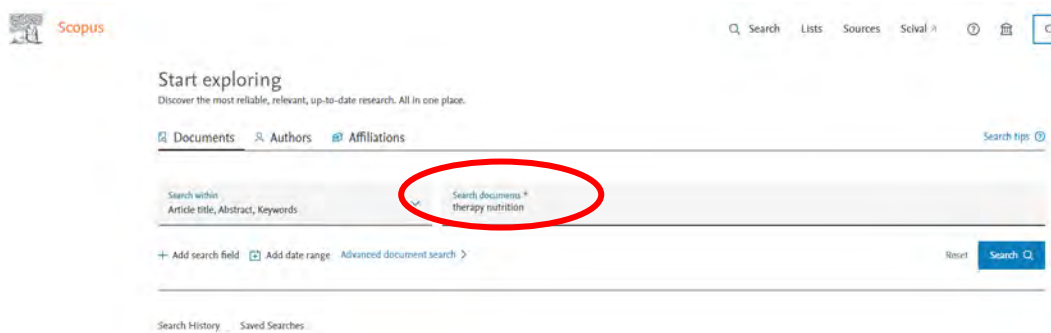 Scopus
Search Lists Sources Scival
Start exploring
Discover the most reliable, relevant, up-to-date research. All in one place.
Documents Authors Affiliations
Search tips
Search within
Article title, Abstract, Keywords
Search documents *
therapy nutrition
+ Add search field Add date range Advanced document search >
Reset Search
Search History Saved Searches